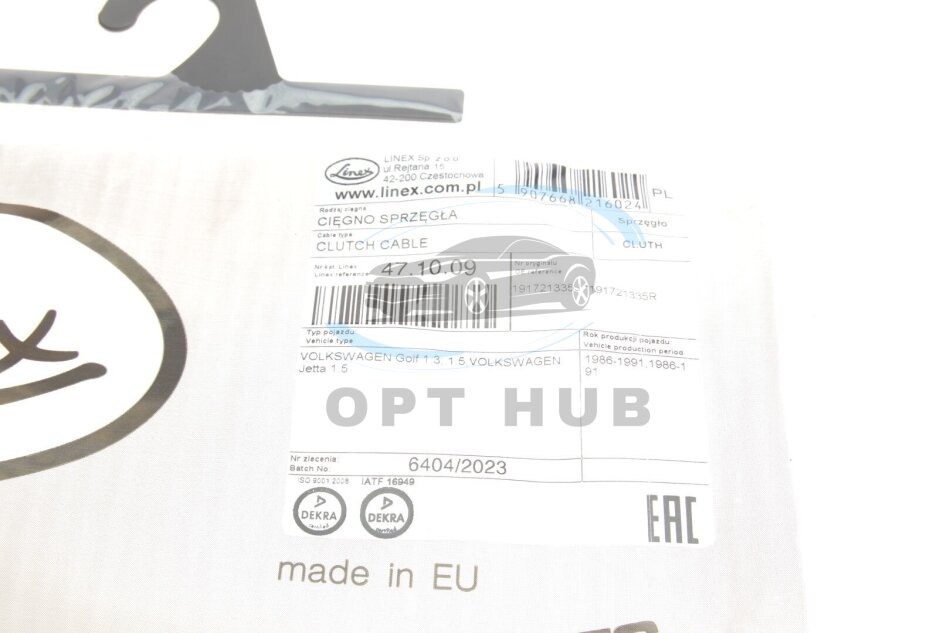 Linex
LINEX Sp. z o.o
ul Rejtana 15
42-200 Częstochowa
www.linex.com.pl
5 907668 216024
PL
Rodzaj cięgna
CIĘGNO SPRZĘGŁA
Sprzęgło
Cable type
CLUTCH CABLE
CLUTH
Nr kat. Linex
Linex reference
47.10.09
Nr oryginału
OE reference
191721335 191721335R
Typ pojazdu:
Vehicle type
Rok produkcji pojazdu
Vehicle production period
VOLKSWAGEN Golf 1.3, 1.5 VOLKSWAGEN
Jetta 1.5
1986-1991,1986-1
91
OPT HUB
Nr zlecenia:
Batch No:
6404/2023
ISO 9001:2008
IATF 16949
DEKRA
DEKRA
EAC
made in EU